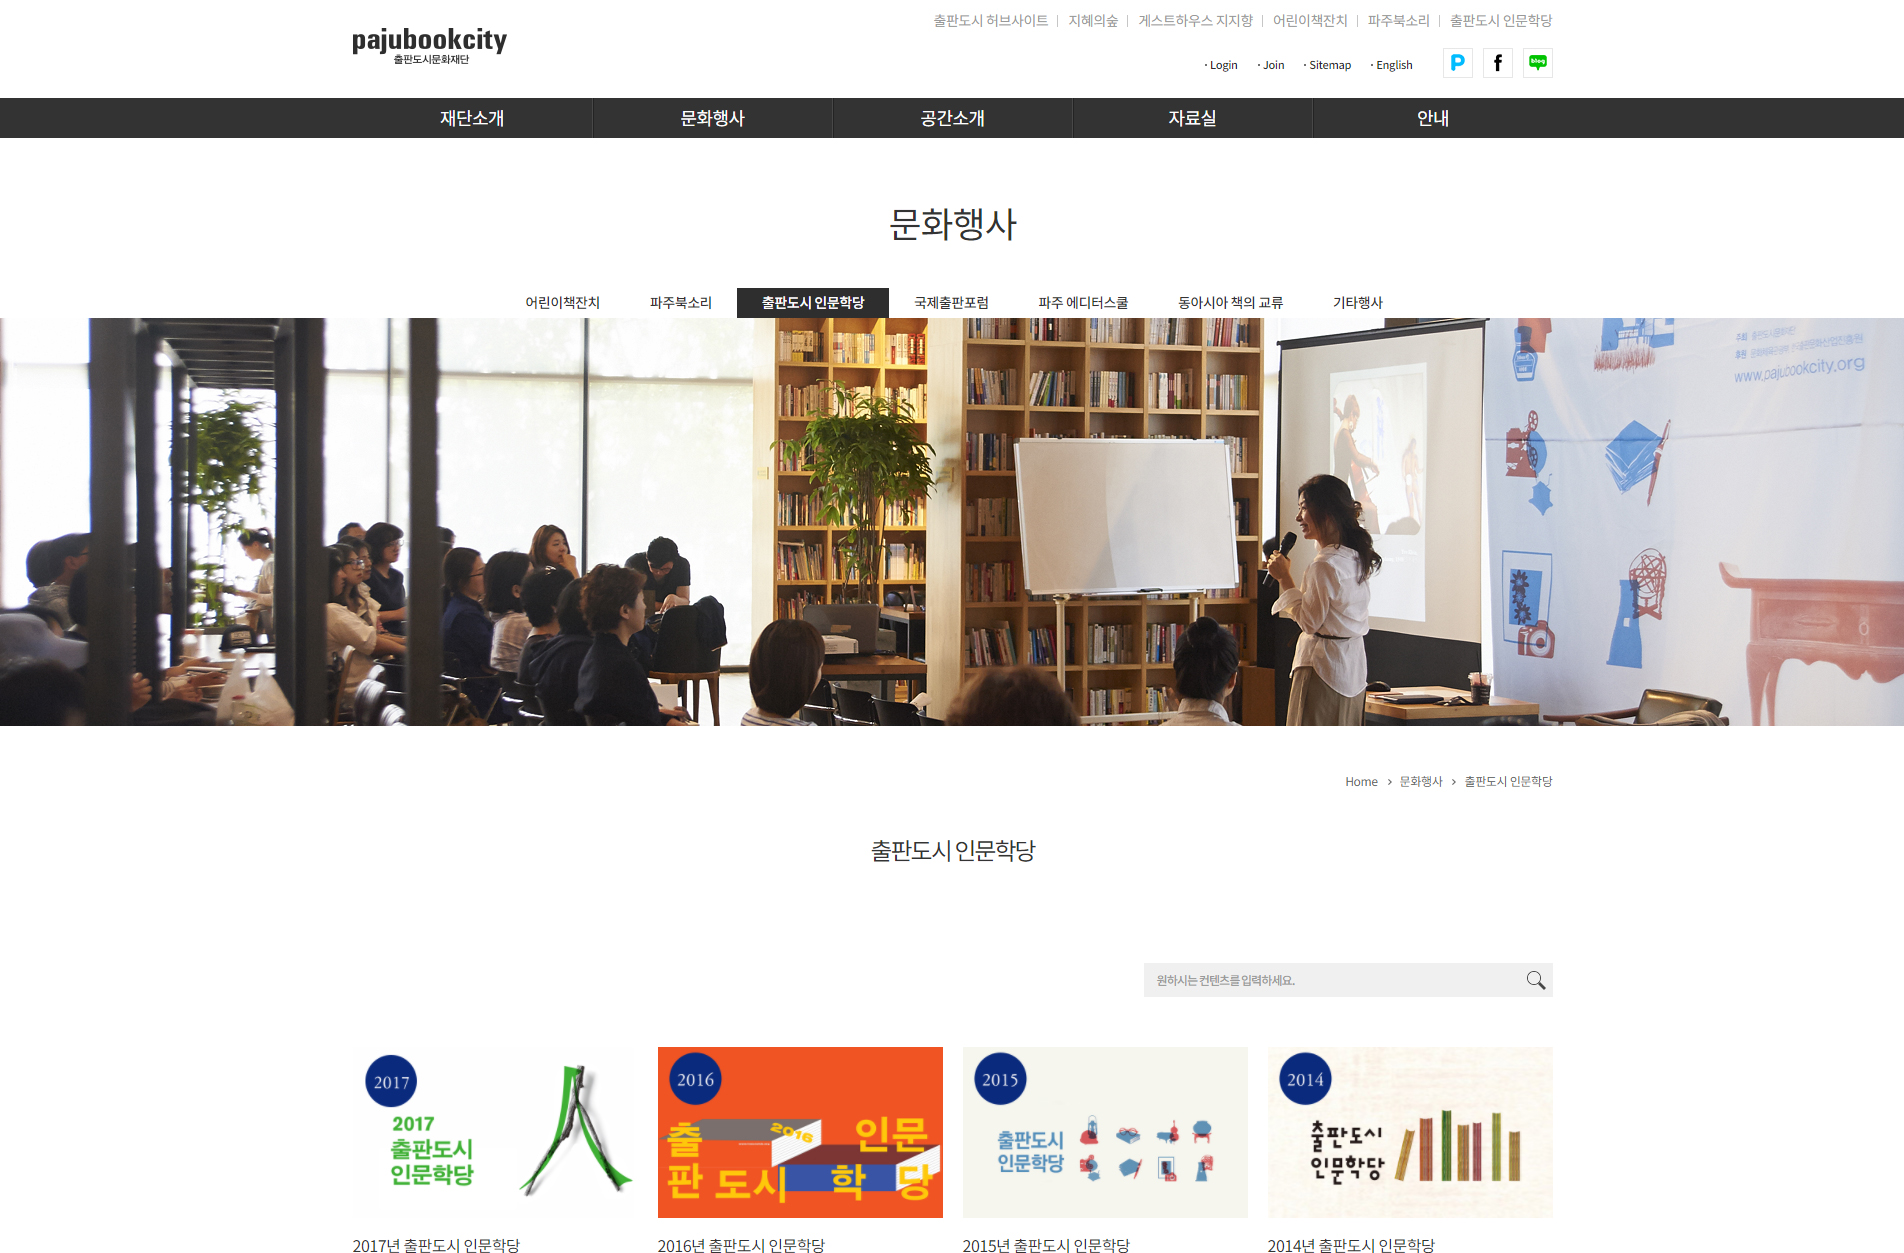 출판도시 허브사이트 | 지혜의숲 | 게스트하우스 지지향 | 어린이책잔치 | 파주북소리 | 출판도시 인문학당
pajubookcity
출판도시문화재단
· Login · Join · Sitemap · English
P f blog
재단소개 문화행사 공간소개 자료실 안내
문화행사
어린이책잔치 파주북소리 출판도시 인문학당 국제출판포럼 파주 에디터스쿨 동아시아 책의 교류 기타행사
www.pajubookcity.org
Home > 문화행사 > 출판도시 인문학당
출판도시 인문학당
원하시는 컨텐츠를 입력하세요.
2017
2017
출판도시
인문학당
2016
출 2016 인문
판 도시 학 당
2015
출판도시
인문학당
2014
출판도시
인문학당
2017년 출판도시 인문학당
2016년 출판도시 인문학당
2015년 출판도시 인문학당
2014년 출판도시 인문학당